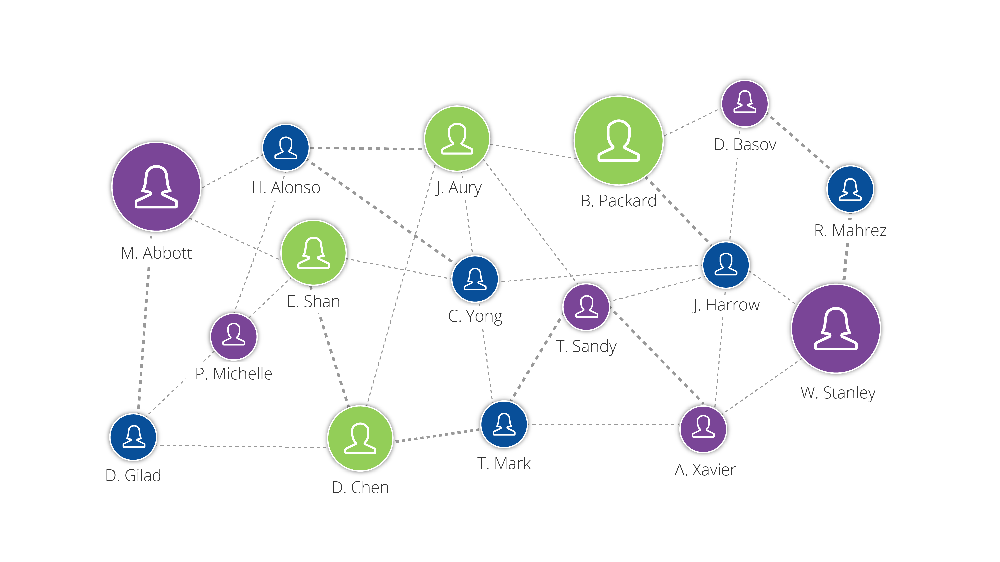 D. Basov
H. Alonso
J. Aury
B. Packard
R. Mahrez
M. Abbott
E. Shan
C. Yong
J. Harrow
T. Sandy
P. Michelle
W. Stanley
T. Mark
A. Xavier
D. Gilad
D. Chen